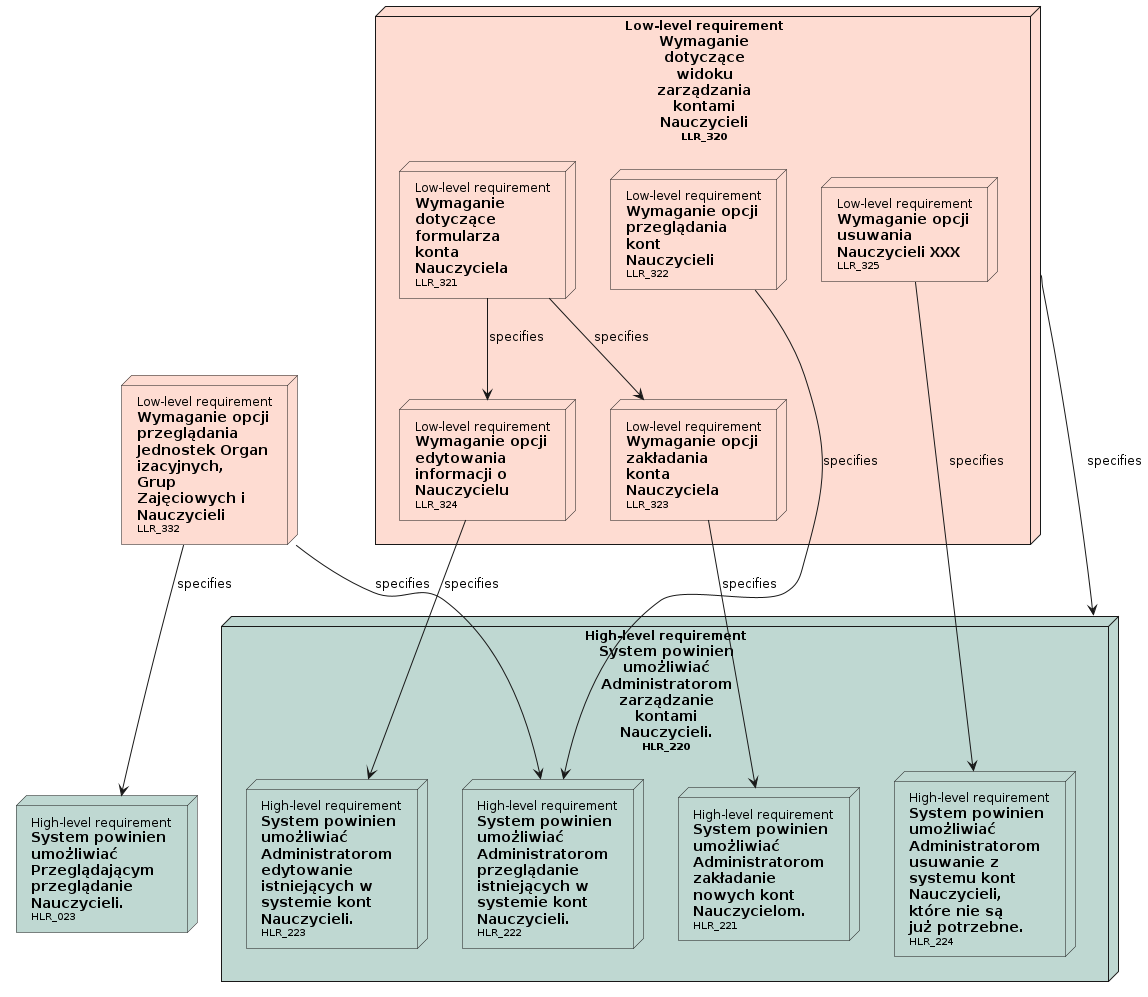 Low-level requirement
Wymaganie
dotyczące
widoku
zarządzania
kontami
Nauczycieli
LLR_320
Low-level requirement
Wymaganie
dotyczące
formularza
konta
Nauczyciela
LLR_321
Low-level requirement
Wymaganie opcji
przeglądania
kont
Nauczycieli
LLR_322
Low-level requirement
Wymaganie opcji
usuwania
Nauczycieli XXX
LLR_325
specifies
specifies
Low-level requirement
Wymaganie opcji
przeglądania
Jednostek Organ
izacyjnych,
Grup
Zajęciowych i
Nauczycieli
LLR_332
Low-level requirement
Wymaganie opcji
edytowania
informacji o
Nauczycielu
LLR_324
Low-level requirement
Wymaganie opcji
zakładania
konta
Nauczyciela
LLR_323
specifies
specifies
specifies
specifies
specifies
specifies
specifies
High-level requirement
System powinien
umożliwiać
Administratorom
zarządzanie
kontami
Nauczycieli.
HLR_220
High-level requirement
System powinien
umożliwiać
Przeglądającym
przeglądanie
Nauczycieli.
HLR_023
High-level requirement
System powinien
umożliwiać
Administratorom
edytowanie
istniejących w
systemie kont
Nauczycieli.
HLR_223
High-level requirement
System powinien
umożliwiać
Administratorom
przeglądanie
istniejących w
systemie kont
Nauczycieli.
HLR_222
High-level requirement
System powinien
umożliwiać
Administratorom
zakładanie
nowych kont
Nauczycielom.
HLR_221
High-level requirement
System powinien
umożliwiać
Administratorom
usuwanie z
systemu kont
Nauczycieli,
które nie są
już potrzebne.
HLR_224